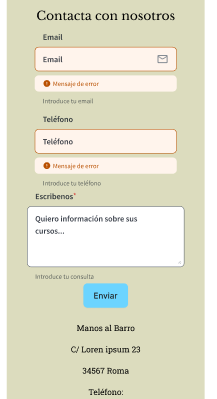 Contacta con nosotros
Email
Email
Mensaje de error
Introduce tu email
Teléfono
Teléfono
Mensaje de error
Introduce tu teléfono
Escríbenos*
Quiero información sobre sus
cursos...
Introduce tu consulta
Enviar
Manos al Barro
C/ Loren ipsum 23
34567 Roma
Teléfono: